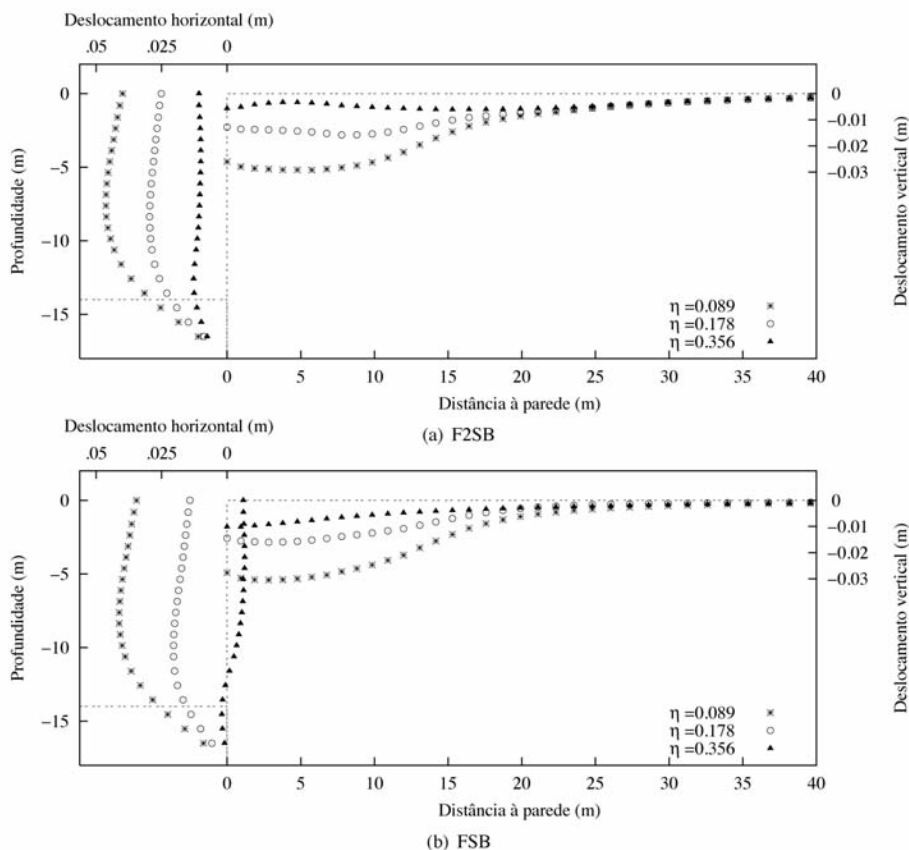 Deslocamento horizontal (m)
.05 .025 0
0
−5
−10
−15
Profundidade (m)
0
−0.01
−0.02
−0.03
Deslocamento vertical (m)
η =0.089
η =0.178
η =0.356
0 5 10 15 20 25 30 35 40
Distância à parede (m)
(a) F2SB
Deslocamento horizontal (m)
.05 .025 0
0
−5
−10
−15
Profundidade (m)
0
−0.01
−0.02
−0.03
Deslocamento vertical (m)
η =0.089
η =0.178
η =0.356
0 5 10 15 20 25 30 35 40
Distância à parede (m)
(b) FSB